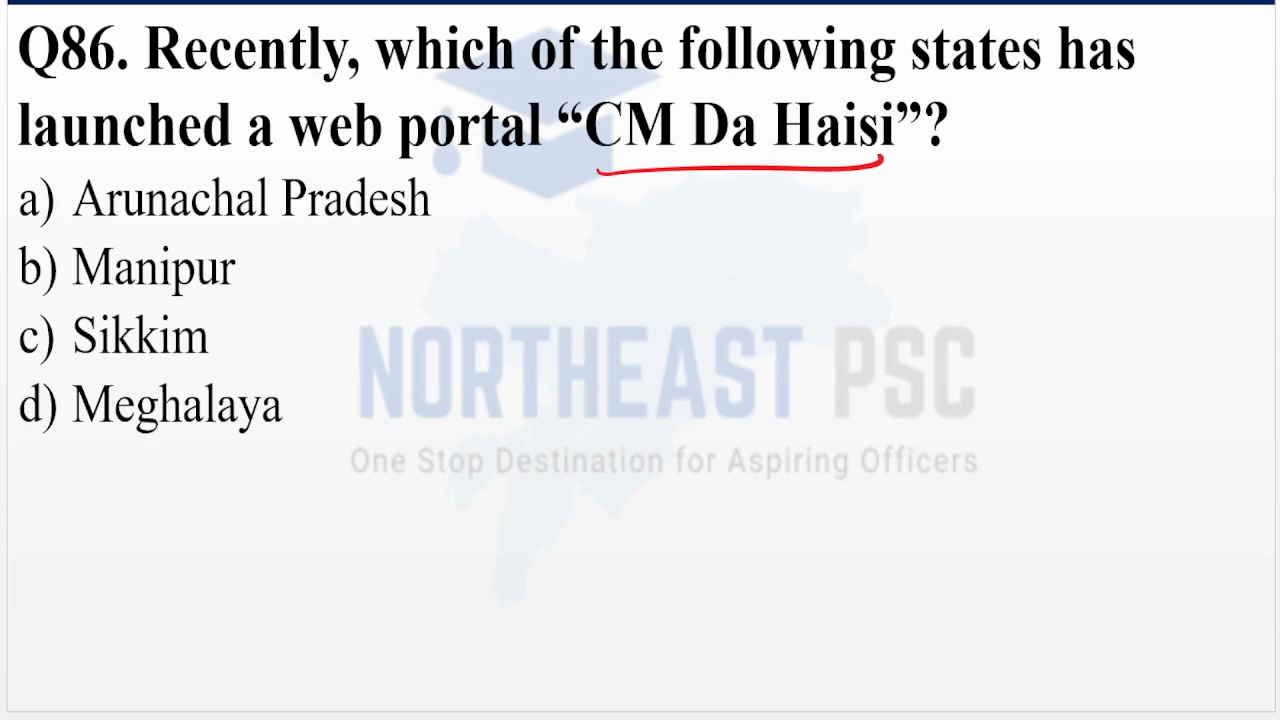 Q86. Recently, which of the following states has
launched a web portal “CM Da Haisi”?
a) Arunachal Pradesh
b) Manipur
c) Sikkim
d) Meghalaya
NORTHEAST PSC
One Stop Destination for Aspiring Officers